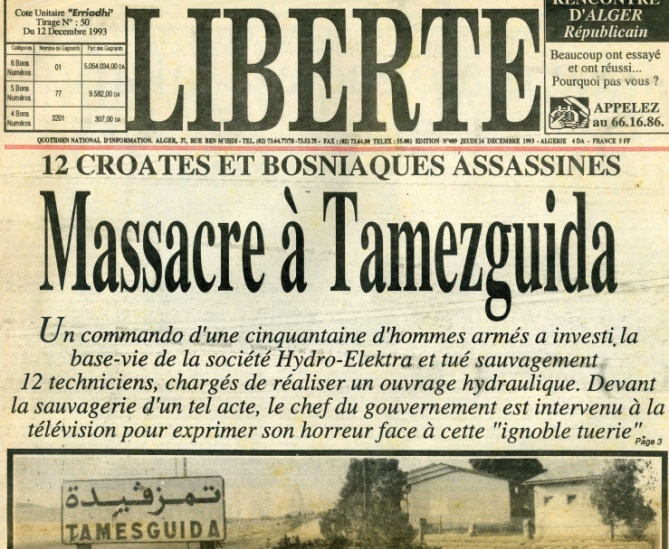 Cote Unitaire "Erriadhi"
Tirage N° : 50
Du 12 Decembre 1993
Catégories Nombre de Gagnants Part des Gagnants
6 Bons Numéros 01 5.054.034,00 DA
5 Bons Numéros 77 9.582,00 DA
4 Bons Numéros 3201 307,00 DA
LIBERTE
RENCONTRE
D'ALGER
Républicain
Beaucoup ont essayé
et ont réussi...
Pourquoi pas vous ?
APPELEZ
au 66.16.86.
QUOTIDIEN NATIONAL D'INFORMATION. ALGER, 37, RUE BEN M'HIDI - TEL. (02) 73.64.77/78 - 73.53.75 - FAX : (02) 73.64.80 TELEX : 55.001 EDITION N°409 JEUDI 16 DECEMBRE 1993 - ALGERIE 4 DA - FRANCE 5 FF
12 CROATES ET BOSNIAQUES ASSASSINES
Massacre à Tamezguida
Un commando d'une cinquantaine d'hommes armés a investi la
base-vie de la société Hydro-Elektra et tué sauvagement
12 techniciens, chargés de réaliser un ouvrage hydraulique. Devant
la sauvagerie d'un tel acte, le chef du gouvernement est intervenu à la
télévision pour exprimer son horreur face à cette "ignoble tuerie"
Page 3
تمزڤيدة
TAMESGUIDA